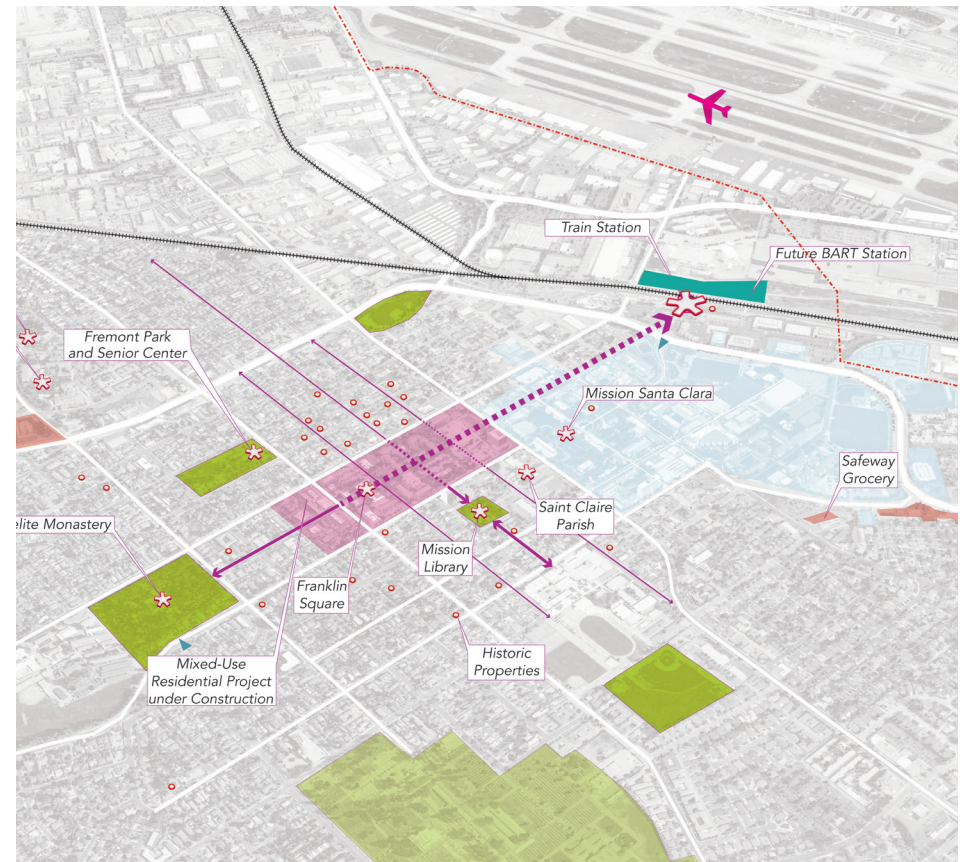 Train Station
Future BART Station
Fremont Park
and Senior Center
Mission Santa Clara
Safeway
Grocery
elite Monastery
Saint Claire
Parish
Mission
Library
Franklin
Square
Mixed-Use
Residential Project
under Construction
Historic
Properties